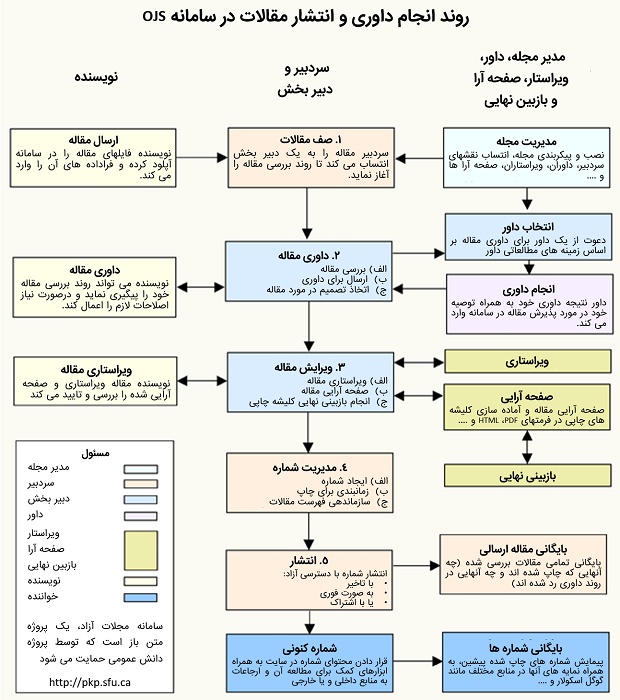 روند انجام داوری و انتشار مقالات در سامانه OJS
مدیر مجله، داور،
ویراستار، صفحه آرا
و بازبین نهایی
سردبیر و
دبیر بخش
نویسنده
مدیریت مجله
نصب و پیکربندی مجله، انتساب نقشهای
سردبیر، داوران، ویراستاران، صفحه آرا ها
و ....
۱. صف مقالات
سردبیر مقاله را به یک دبیر بخش
انتساب می کند تا روند بررسی مقاله را
آغاز نماید.
ارسال مقاله
نویسنده فایلهای مقاله را در سامانه
آپلود کرده و فراداده های آن را وارد
می کند.
انتخاب داور
دعوت از یک داور برای داوری مقاله بر
اساس زمینه های مطالعاتی داور
۲. داوری مقاله
الف) بررسی مقاله
ب) ارسال برای داوری
ج) اتخاذ تصمیم در مورد مقاله
داوری مقاله
نویسنده می تواند روند بررسی مقاله
خود را پیگیری نماید و درصورت نیاز
اصلاحات لازم را اعمال کند.
انجام داوری
داور نتیجه داوری خود به همراه توصیه
خود در مورد پذیرش مقاله در سامانه وارد
می کند.
ویراستاری
۳. ویرایش مقاله
الف) ویراستاری مقاله
ب) صفحه آرایی مقاله
ج) انجام بازبینی نهایی کلیشه چاپی
ویراستاری مقاله
نویسنده مقاله ویراستاری و صفحه
آرایی شده را بررسی و تایید می کند
صفحه آرایی
صفحه آرایی مقاله و آماده سازی کلیشه
های چاپی در فرمتهای HTML ،PDF و ....
بازبینی نهایی
۴. مدیریت شماره
الف) ایجاد شماره
ب) زمانبندی برای چاپ
ج) سازماندهی فهرست مقالات
مسئول
مدیر مجله
سردبیر
دبیر بخش
داور
ویراستار
صفحه آرا
بازبین نهایی
نویسنده
خواننده
سامانه مجلات آزاد، یک پروژه
متن باز است که توسط پروژه
دانش عمومی حمایت می شود
http://pkp.sfu.ca
بایگانی مقاله ارسالی
بایگانی تمامی مقالات بررسی شده (چه
آنهایی که چاپ شده اند و چه آنهایی در
روند داوری رد شده اند)
۵. انتشار
انتشار شماره با دسترسی آزاد:
• با تاخیر
• به صورت فوری
• یا با اشتراک
بایگانی شماره ها
پیمایش شماره های چاپ شده پیشین، به
همراه نمایه های آنها در منابع مختلف مانند
گوگل اسکولار و ....
شماره کنونی
قرار دادن محتوای شماره در سایت به همراه
ابزارهای کمک برای مطالعه آن و ارجاعات
به منابع داخلی و یا خارجی